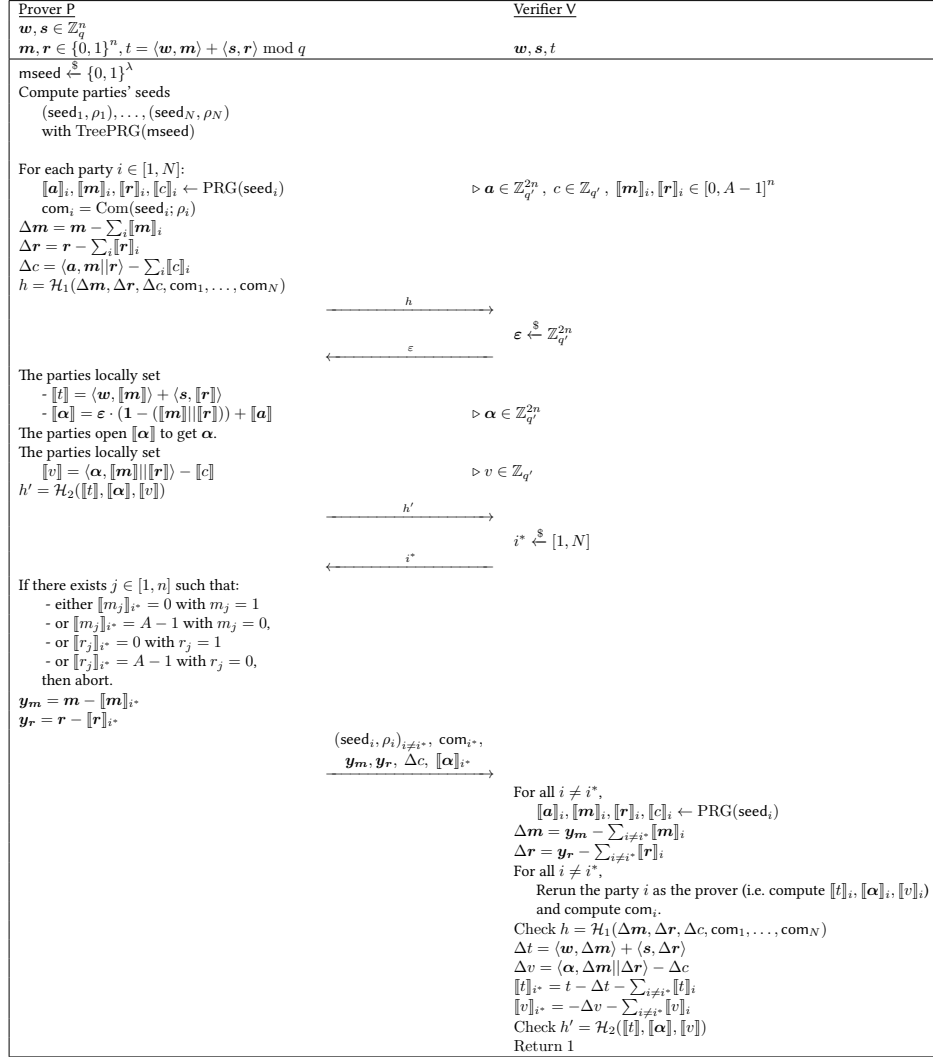 Prover P Verifier V
w, s ∈ ℤ_q^n
m, r ∈ {0, 1}^n, t = ⟨w, m⟩ + ⟨s, r⟩ mod q w, s, t
mseed ←$ {0, 1}^λ
Compute parties' seeds
(seed_1, ρ_1), . . . , (seed_N, ρ_N)
with TreePRG(mseed)
For each party i ∈ [1, N]:
⟦a⟧_i, ⟦m⟧_i, ⟦r⟧_i, ⟦c⟧_i ← PRG(seed_i) ▷ a ∈ ℤ_{q'}^{2n} , c ∈ ℤ_{q'} , ⟦m⟧_i, ⟦r⟧_i ∈ [0, A − 1]^n
com_i = Com(seed_i; ρ_i)
Δm = m − ∑_i⟦m⟧_i
Δr = r − ∑_i⟦r⟧_i
Δc = ⟨a, m||r⟩ − ∑_i⟦c⟧_i
h = ℋ_1(Δm, Δr, Δc, com_1, . . . , com_N)
h
ε ←$ ℤ_{q'}^{2n}
ε
The parties locally set
- ⟦t⟧ = ⟨w, ⟦m⟧⟩ + ⟨s, ⟦r⟧⟩
- ⟦α⟧ = ε · (1 − (⟦m⟧||⟦r⟧)) + ⟦a⟧ ▷ α ∈ ℤ_{q'}^{2n}
The parties open ⟦α⟧ to get α.
The parties locally set
⟦v⟧ = ⟨α, ⟦m⟧||⟦r⟧⟩ − ⟦c⟧ ▷ v ∈ ℤ_{q'}
h' = ℋ_2(⟦t⟧, ⟦α⟧, ⟦v⟧)
h'
i* ←$ [1, N]
i*
If there exists j ∈ [1, n] such that:
- either ⟦m_j⟧_{i*} = 0 with m_j = 1
- or ⟦m_j⟧_{i*} = A − 1 with m_j = 0,
- or ⟦r_j⟧_{i*} = 0 with r_j = 1
- or ⟦r_j⟧_{i*} = A − 1 with r_j = 0,
then abort.
y_m = m − ⟦m⟧_{i*}
y_r = r − ⟦r⟧_{i*}
(seed_i, ρ_i)_{i≠i*}, com_{i*},
y_m, y_r, Δc, ⟦α⟧_{i*}
For all i ≠ i*,
⟦a⟧_i, ⟦m⟧_i, ⟦r⟧_i, ⟦c⟧_i ← PRG(seed_i)
Δm = y_m − ∑_{i≠i*}⟦m⟧_i
Δr = y_r − ∑_{i≠i*}⟦r⟧_i
For all i ≠ i*,
Rerun the party i as the prover (i.e. compute ⟦t⟧_i, ⟦α⟧_i, ⟦v⟧_i)
and compute com_i.
Check h = ℋ_1(Δm, Δr, Δc, com_1, . . . , com_N)
Δt = ⟨w, Δm⟩ + ⟨s, Δr⟩
Δv = ⟨α, Δm||Δr⟩ − Δc
⟦t⟧_{i*} = t − Δt − ∑_{i≠i*}⟦t⟧_i
⟦v⟧_{i*} = −Δv − ∑_{i≠i*}⟦v⟧_i
Check h' = ℋ_2(⟦t⟧, ⟦α⟧, ⟦v⟧)
Return 1